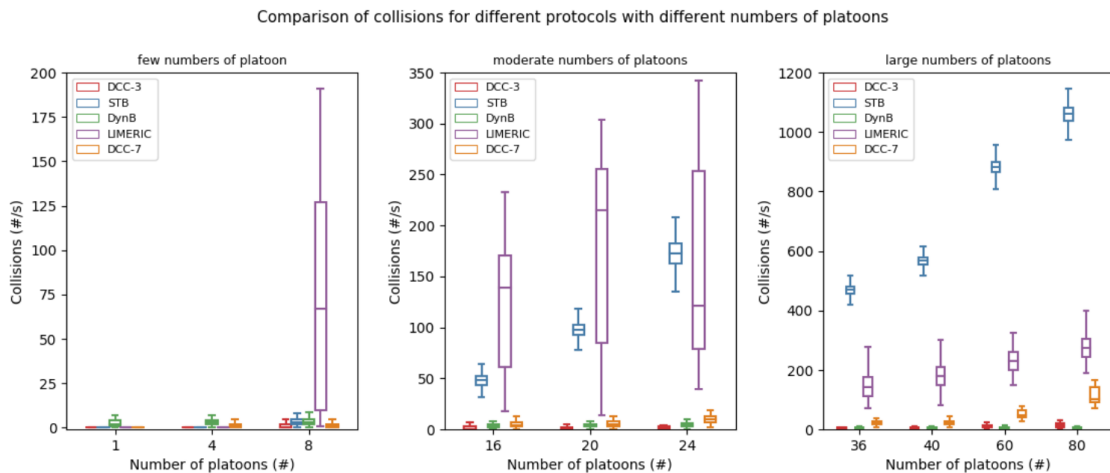 Comparison of collisions for different protocols with different numbers of platoons
few numbers of platoon
200
175
150
125
100
75
50
25
0
Collisions (#/s)
DCC-3
STB
DynB
LIMERIC
DCC-7
1
4
8
Number of platoons (#)
moderate numbers of platoons
350
300
250
200
150
100
50
0
Collisions (#/s)
DCC-3
STB
DynB
LIMERIC
DCC-7
16
20
24
Number of platoons (#)
large numbers of platoons
1200
1000
800
600
400
200
0
Collisions (#/s)
DCC-3
STB
DynB
LIMERIC
DCC-7
36
40
60
80
Number of platoons (#)